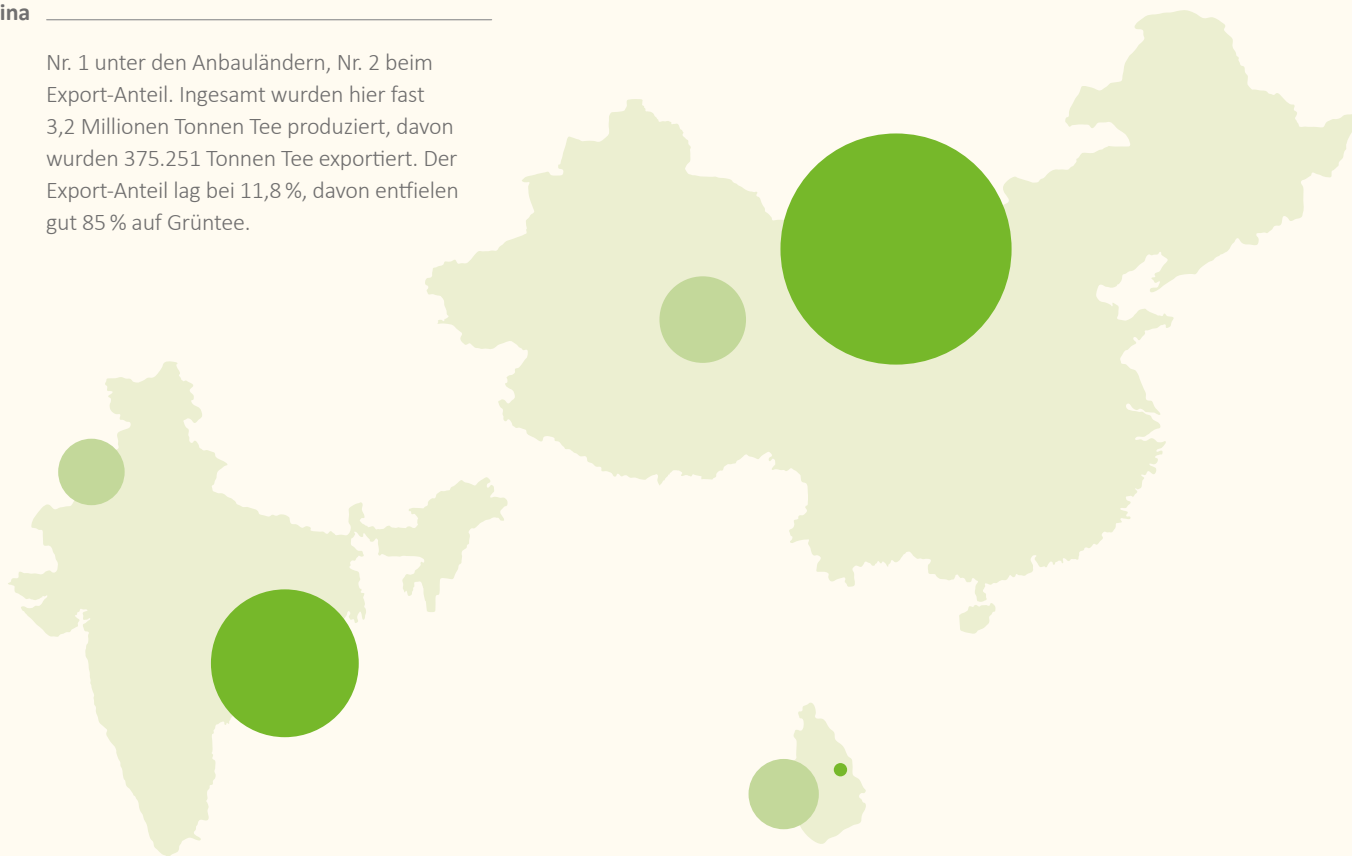 ina
Nr. 1 unter den Anbauländern, Nr. 2 beim
Export-Anteil. Ingesamt wurden hier fast
3,2 Millionen Tonnen Tee produziert, davon
wurden 375.251 Tonnen Tee exportiert. Der
Export-Anteil lag bei 11,8 %, davon entfielen
gut 85 % auf Grüntee.